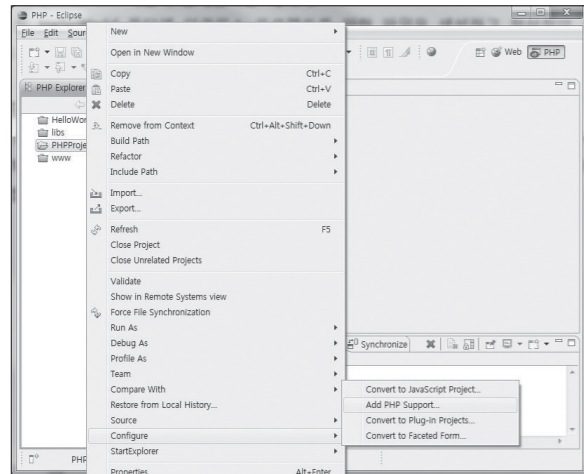 PHP - Eclipse
File Edit Sour
Web PHP
PHP Explorer
HelloWor
libs
PHPProje
www
New
Open in New Window
Copy Ctrl+C
Paste Ctrl+V
Delete Delete
Remove from Context Ctrl+Alt+Shift+Down
Build Path
Refactor
Include Path
Import...
Export...
Refresh F5
Close Project
Close Unrelated Projects
Validate
Show in Remote Systems view
Force File Synchronization
Run As
Debug As
Profile As
Team
Compare With
Restore from Local History...
Source
Configure
StartExplorer
Properties Alt+Enter
Synchronize
Convert to JavaScript Project...
Add PHP Support...
Convert to Plug-in Projects...
Convert to Faceted Form...
PHP